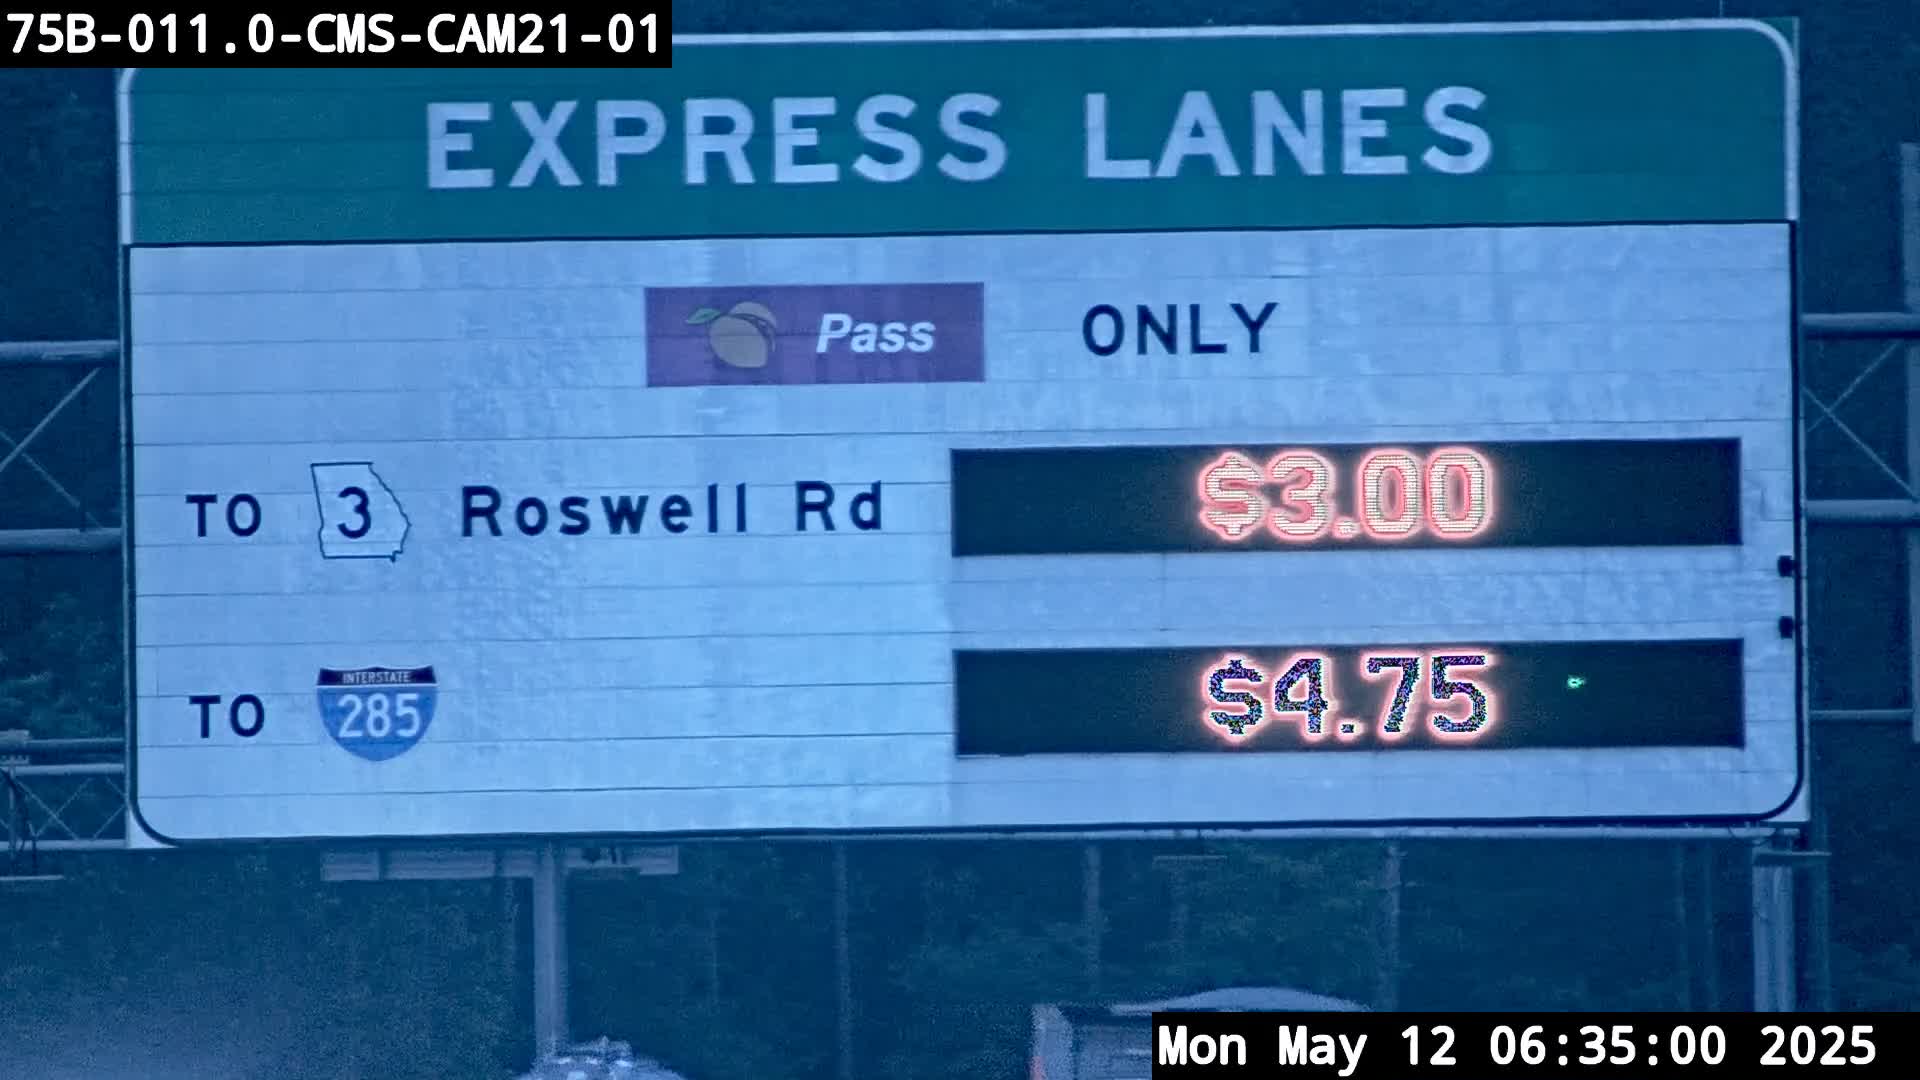 75B-011.0-CMS-CAM21-01
EXPRESS LANES
Pass ONLY
TO 3 Roswell Rd $3.00
INTERSTATE
TO 285 $4.75
Mon May 12 06:35:00 2025